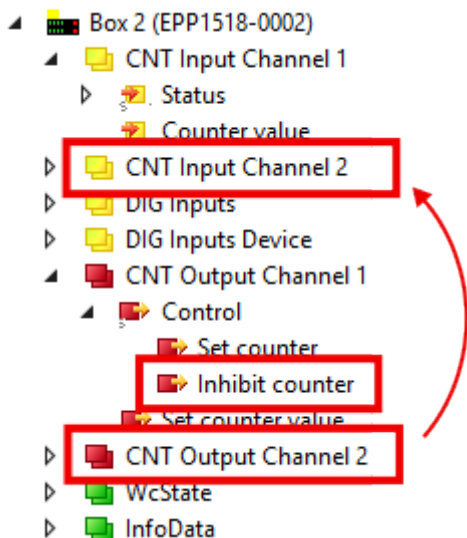 Box 2 (EPP1518-0002)
CNT Input Channel 1
Status
Counter value
CNT Input Channel 2
DIG Inputs
DIG Inputs Device
CNT Output Channel 1
Control
Set counter
Inhibit counter
Set counter value
CNT Output Channel 2
WcState
InfoData